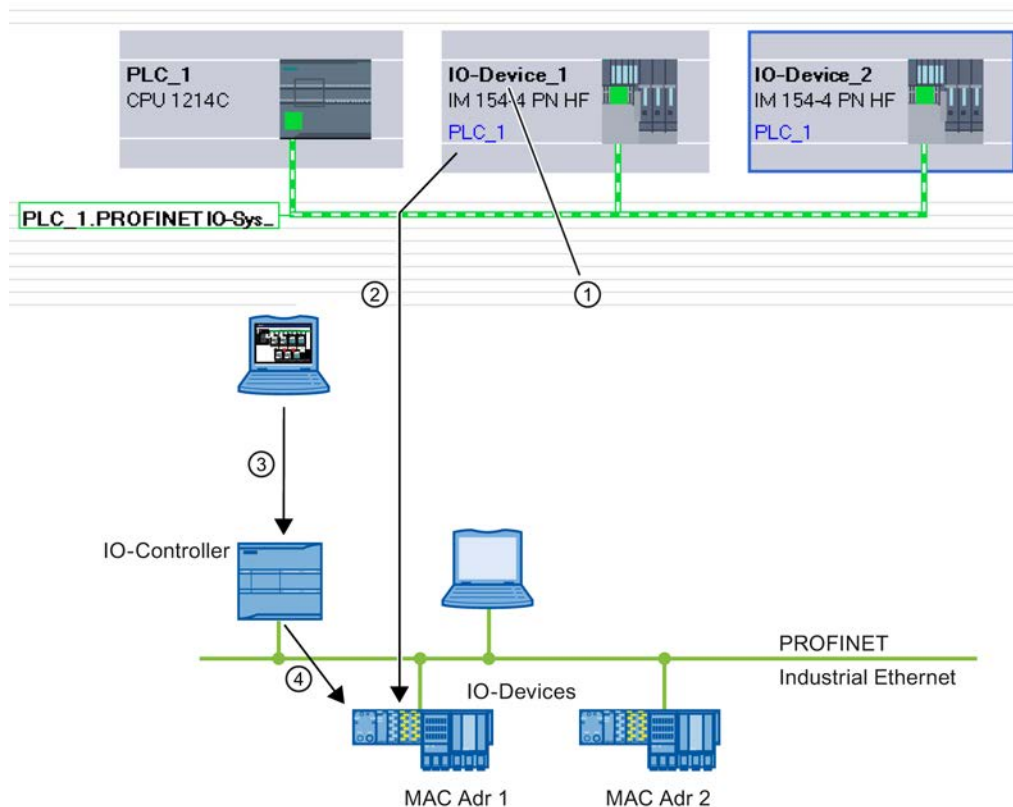 PLC_1
CPU 1214C
IO-Device_1
IM 154-4 PN HF
PLC_1
IO-Device_2
IM 154-4 PN HF
PLC_1
PLC_1.PROFINET IO-Sys_
②
①
③
IO-Controller
PROFINET
④
IO-Devices
Industrial Ethernet
MAC Adr 1
MAC Adr 2